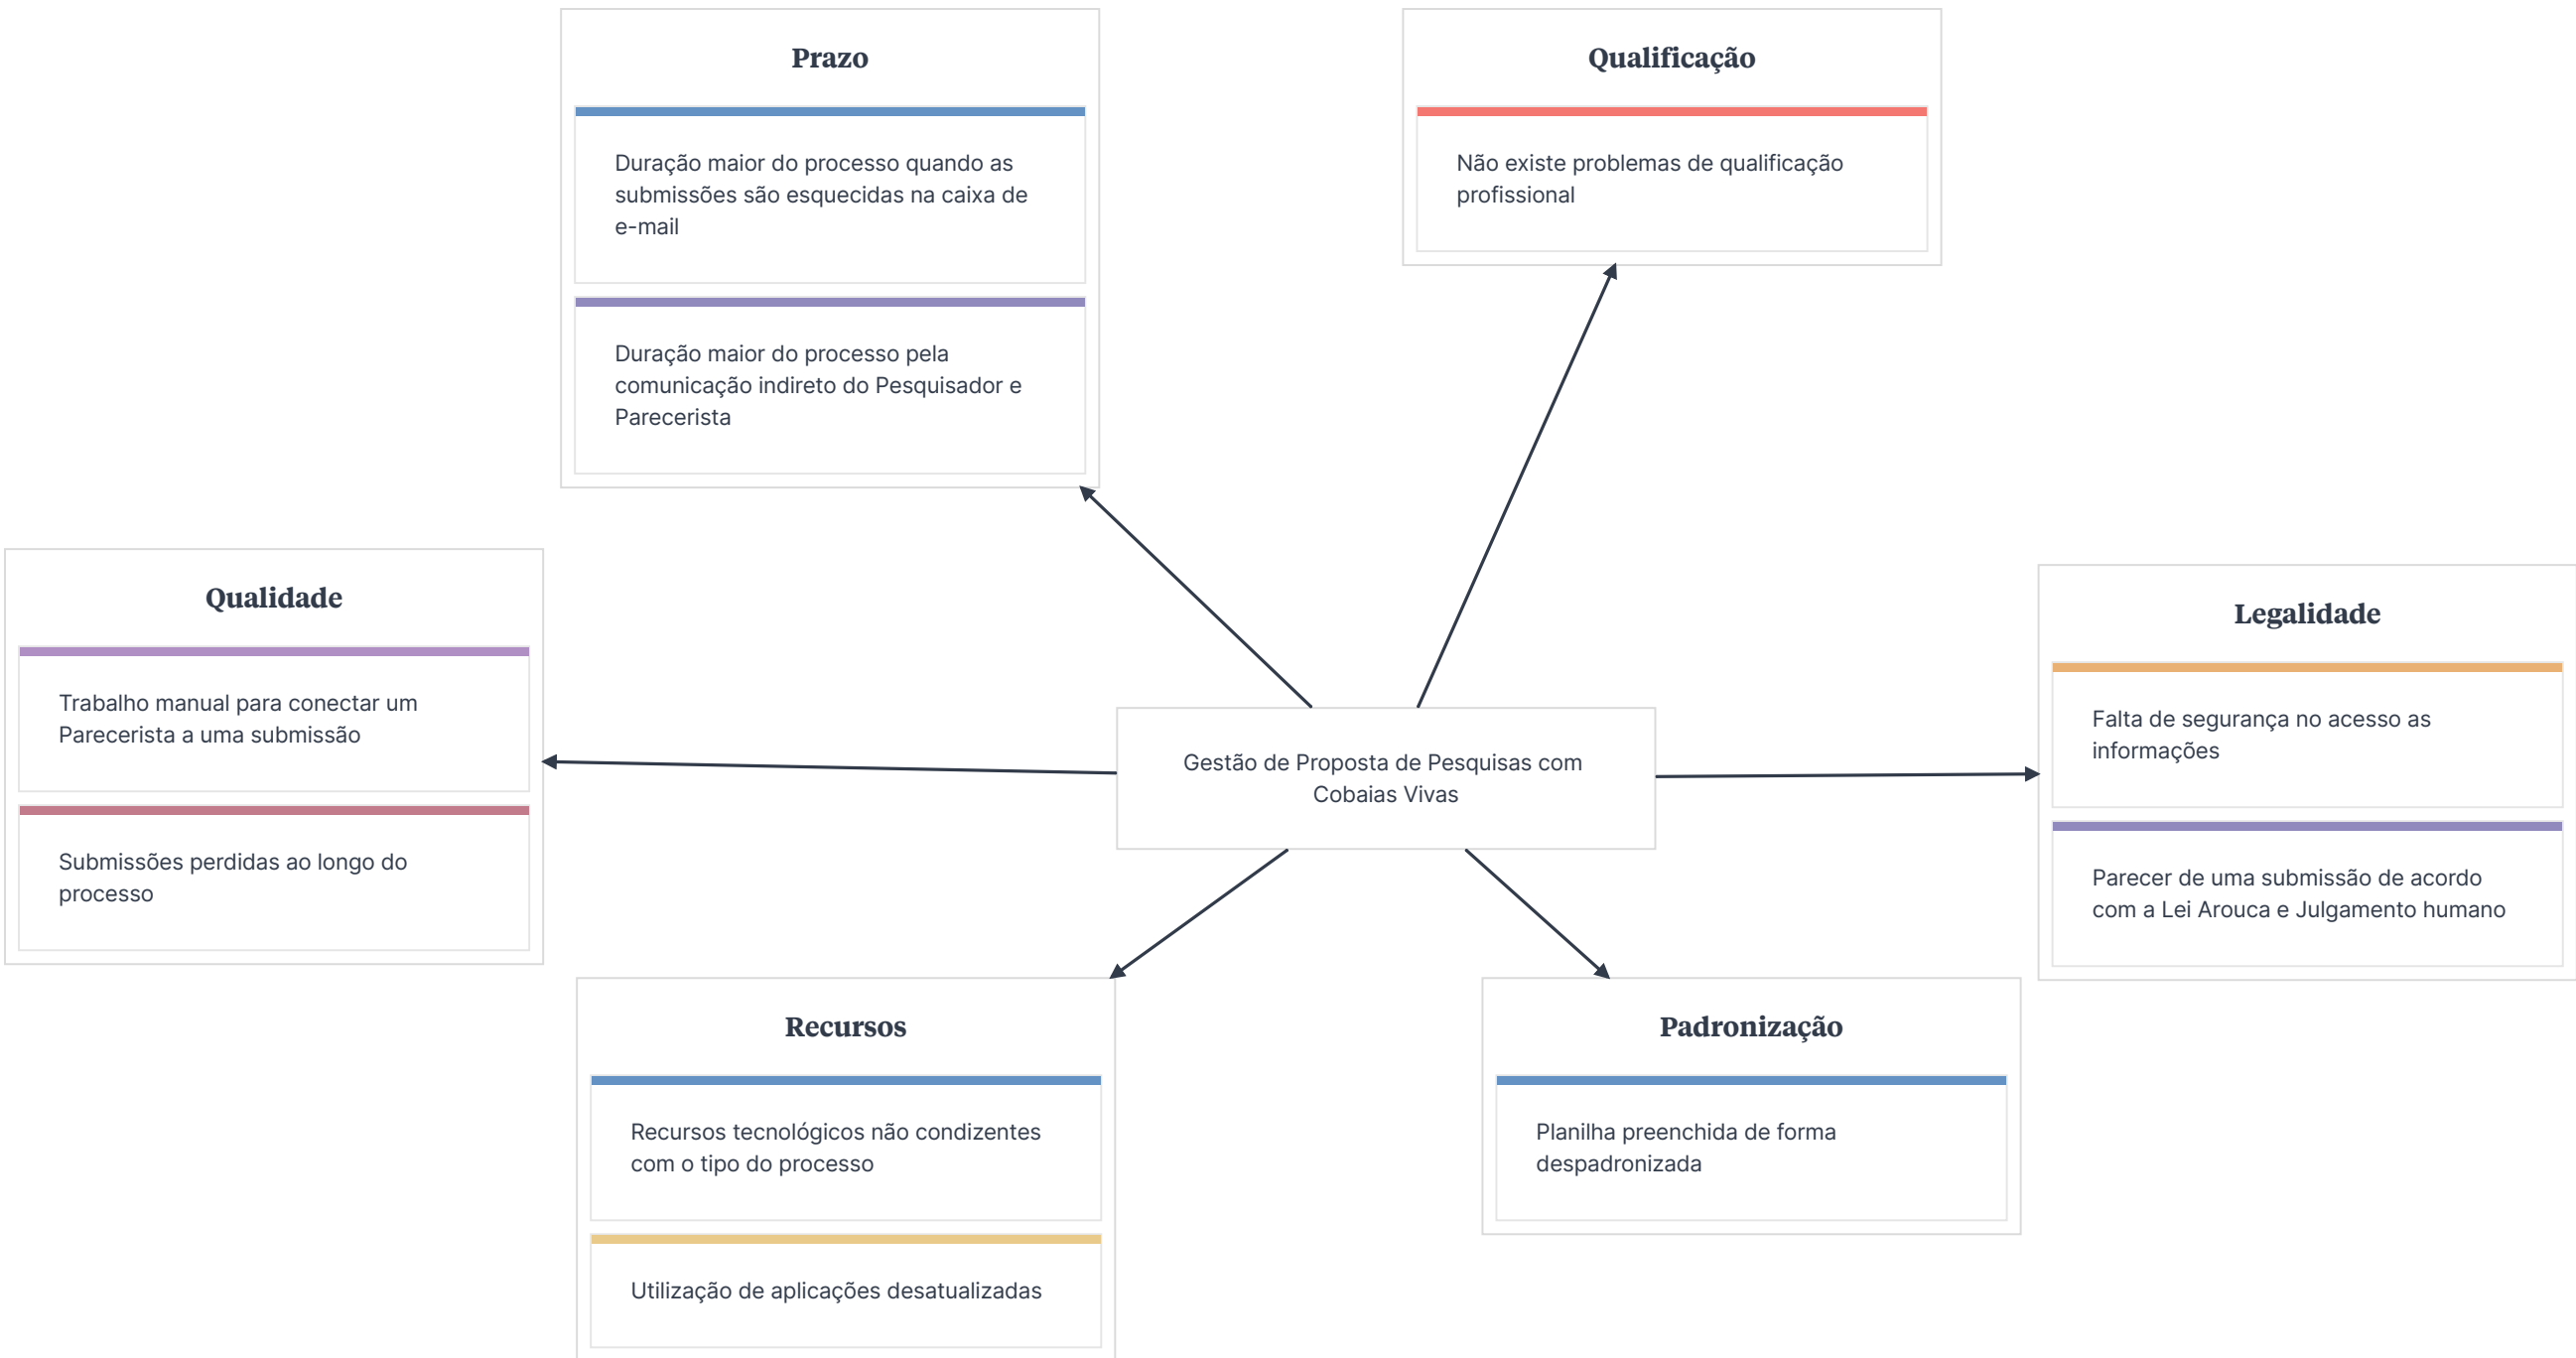 Prazo
Duração maior do processo quando as
submissões são esquecidas na caixa de
e-mail
Duração maior do processo pela
comunicação indireto do Pesquisador e
Parecerista
Qualificação
Não existe problemas de qualificação
profissional
Qualidade
Trabalho manual para conectar um
Parecerista a uma submissão
Submissões perdidas ao longo do
processo
Gestão de Proposta de Pesquisas com
Cobaias Vivas
Legalidade
Falta de segurança no acesso as
informações
Parecer de uma submissão de acordo
com a Lei Arouca e Julgamento humano
Recursos
Recursos tecnológicos não condizentes
com o tipo do processo
Utilização de aplicações desatualizadas
Padronização
Planilha preenchida de forma
despadronizada